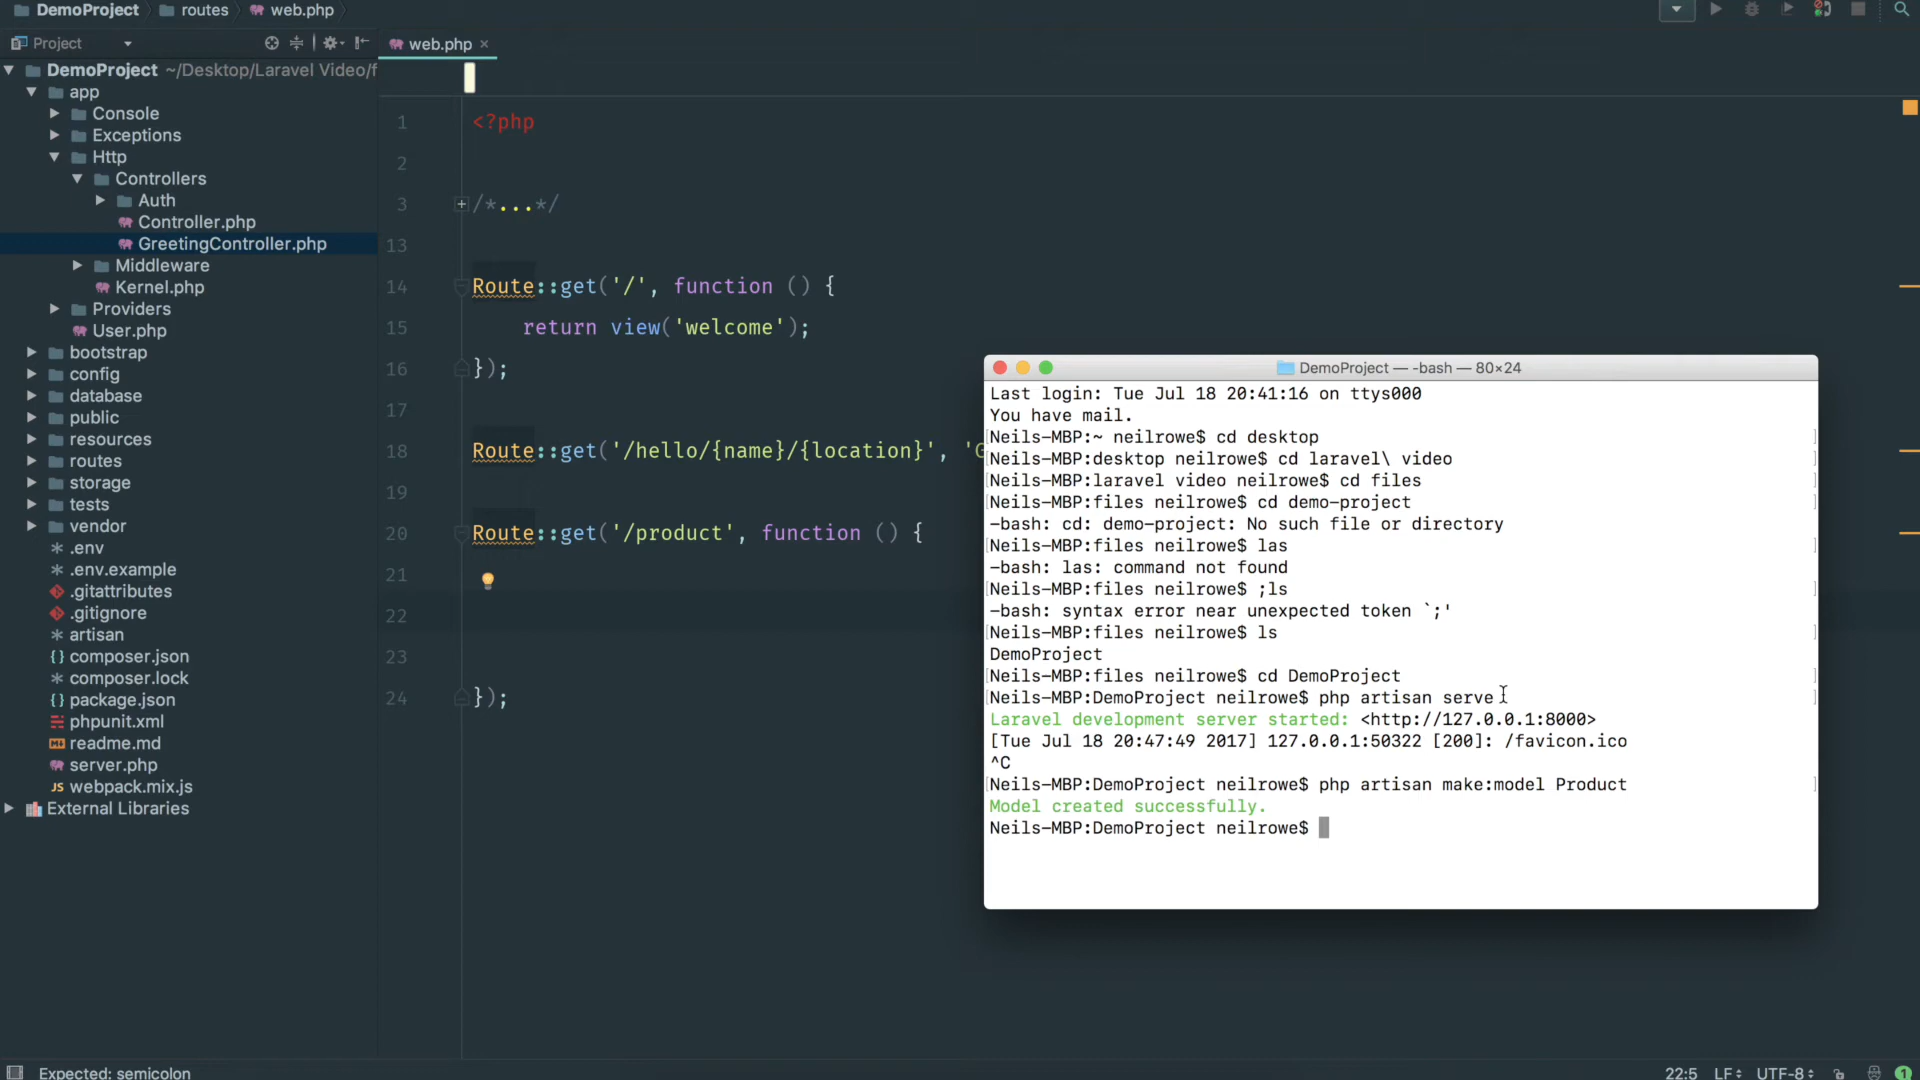 DemoProject routes web.php
Project
web.php
DemoProject ~/Desktop/Laravel Video/f
app
Console
Exceptions
Http
Controllers
Auth
Controller.php
GreetingController.php
Middleware
Kernel.php
Providers
User.php
bootstrap
config
database
public
resources
routes
storage
tests
vendor
.env
.env.example
.gitattributes
.gitignore
artisan
composer.json
composer.lock
package.json
phpunit.xml
readme.md
server.php
webpack.mix.js
External Libraries
1 <?php
2
3 /*...*/
13
14 Route::get('/', function () {
15 return view('welcome');
16 });
17
18 Route::get('/hello/{name}/{location}', 'G
19
20 Route::get('/product', function () {
21
22
23
24 });
DemoProject — -bash — 80×24
Last login: Tue Jul 18 20:41:16 on ttys000
You have mail.
[Neils-MBP:~ neilrowe$ cd desktop ]
[Neils-MBP:desktop neilrowe$ cd laravel\ video ]
[Neils-MBP:laravel video neilrowe$ cd files ]
[Neils-MBP:files neilrowe$ cd demo-project ]
-bash: cd: demo-project: No such file or directory
[Neils-MBP:files neilrowe$ las ]
-bash: las: command not found
[Neils-MBP:files neilrowe$ ;ls ]
-bash: syntax error near unexpected token `;'
[Neils-MBP:files neilrowe$ ls ]
DemoProject
[Neils-MBP:files neilrowe$ cd DemoProject ]
[Neils-MBP:DemoProject neilrowe$ php artisan serve ]
Laravel development server started: <http://127.0.0.1:8000>
[Tue Jul 18 20:47:49 2017] 127.0.0.1:50322 [200]: /favicon.ico
^C
[Neils-MBP:DemoProject neilrowe$ php artisan make:model Product ]
Model created successfully.
Neils-MBP:DemoProject neilrowe$
Expected: semicolon
22:5 LF UTF-8 1